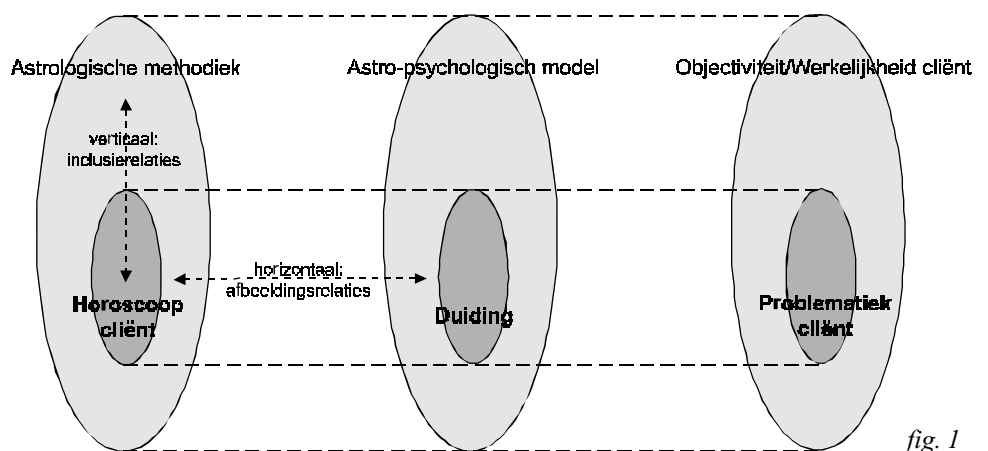 Astrologische methodiek
Astro-psychologisch model
Objectiviteit/Werkelijkheid cliënt
verticaal:
inclusierelaties
horizontaal:
afbeeldingsrelaties
Horoscoop
cliënt
Duiding
Problematiek
cliënt
fig. 1